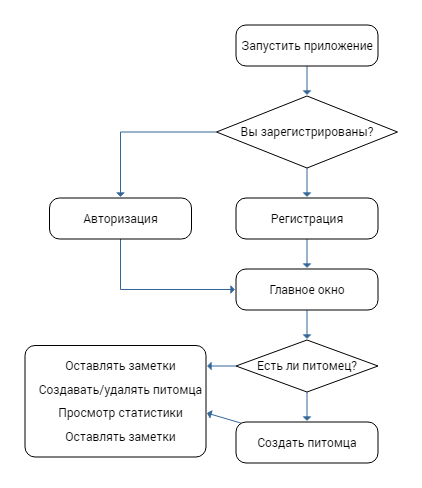 Запустить приложение
Вы зарегистрированы?
Авторизация
Регистрация
Главное окно
Есть ли питомец?
Оставлять заметки
Создавать/удалять питомца
Просмотр статистики
Оставлять заметки
Создать питомца